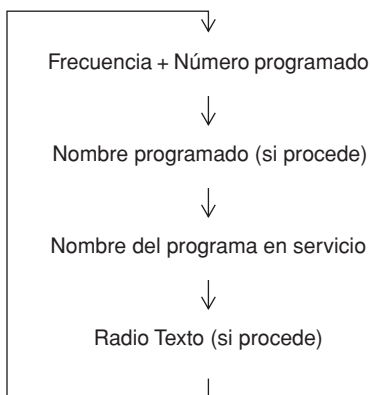 Frecuencia + Número programado
Nombre programado (si procede)
Nombre del programa en servicio
Radio Texto (si procede)